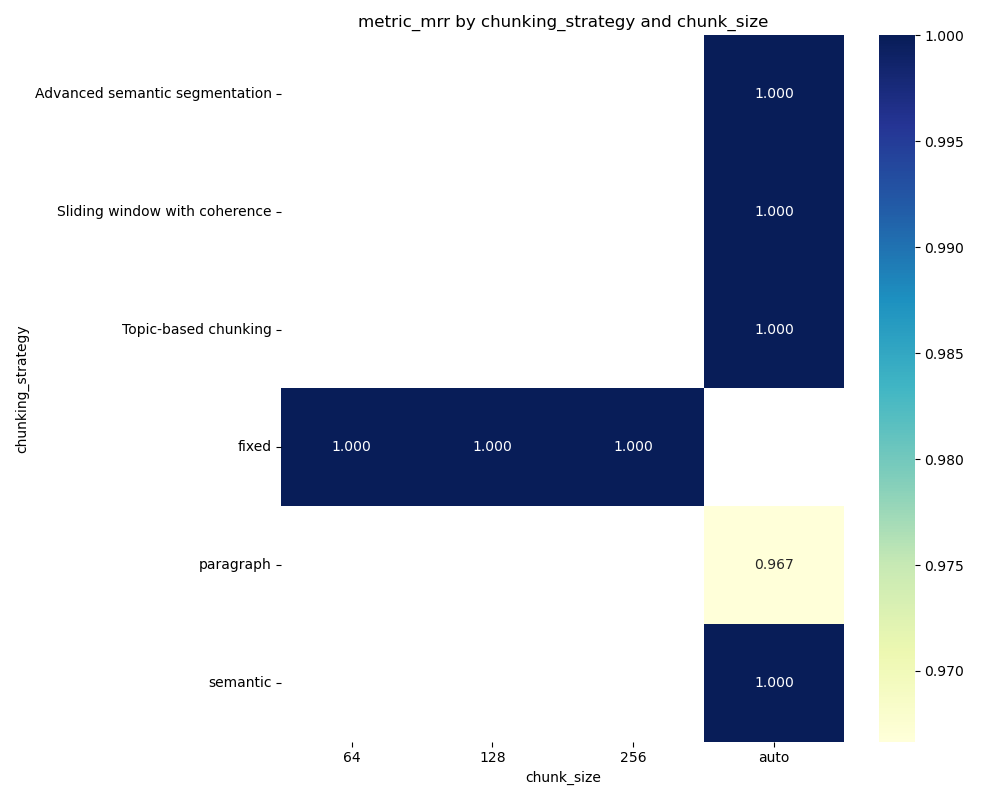 metric_mrr by chunking_strategy and chunk_size
chunking_strategy
Advanced semantic segmentation
1.000
Sliding window with coherence
1.000
Topic-based chunking
1.000
fixed
1.000 1.000 1.000
paragraph
0.967
semantic
1.000
64 128 256 auto
chunk_size
1.000
0.995
0.990
0.985
0.980
0.975
0.970